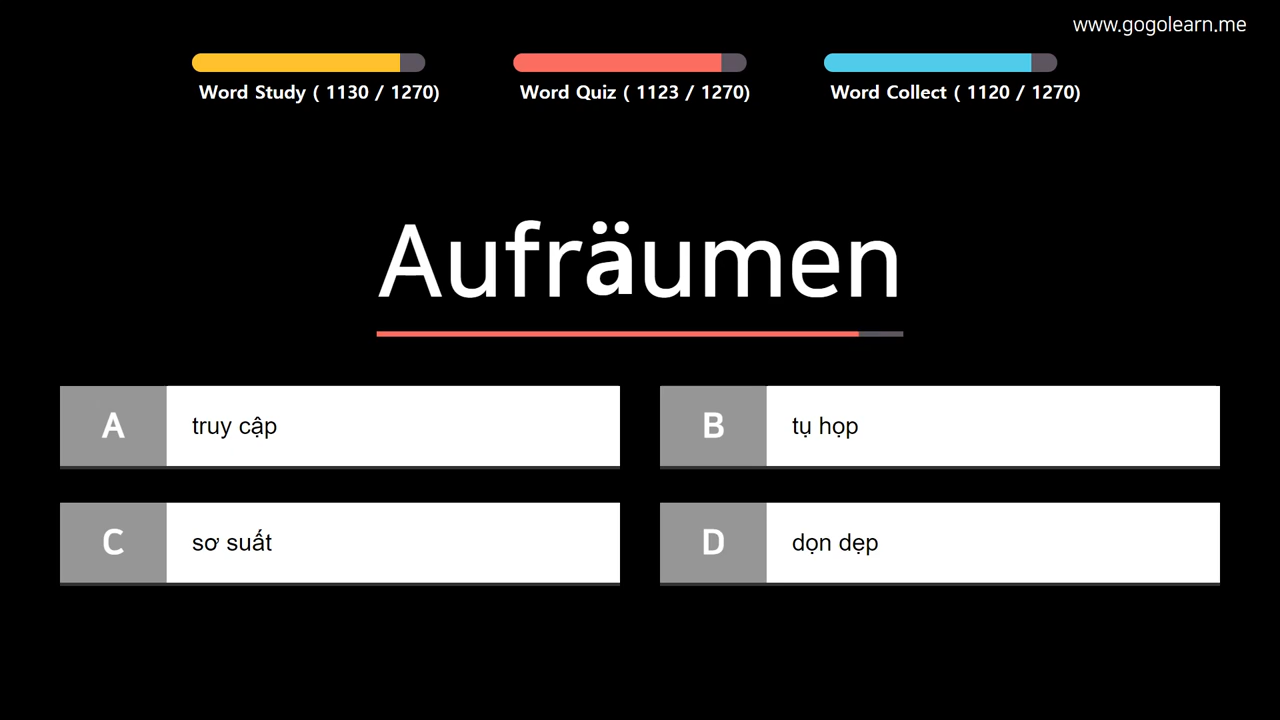 www.gogolearn.me
Word Study ( 1130 / 1270)
Word Quiz ( 1123 / 1270)
Word Collect ( 1120 / 1270)
Aufräumen
A truy cập
B tụ họp
C sơ suất
D dọn dẹp